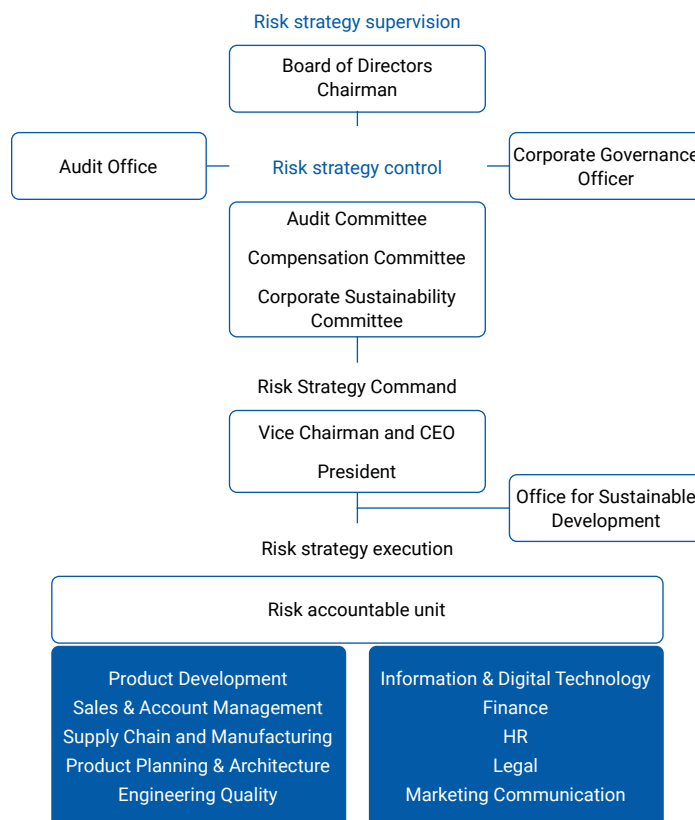 Risk strategy supervision
Board of Directors
Chairman
Audit Office
Risk strategy control
Corporate Governance
Officer
Audit Committee
Compensation Committee
Corporate Sustainability
Committee
Risk Strategy Command
Vice Chairman and CEO
President
Office for Sustainable
Development
Risk strategy execution
Risk accountable unit
Product Development
Sales & Account Management
Supply Chain and Manufacturing
Product Planning & Architecture
Engineering Quality
Information & Digital Technology
Finance
HR
Legal
Marketing Communication